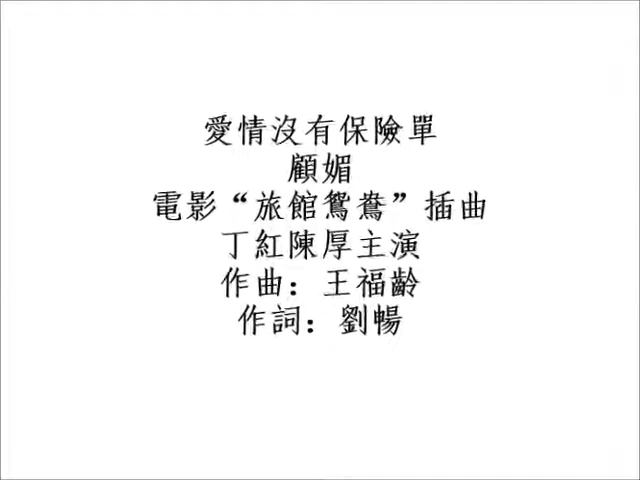 愛情沒有保險單
顧媚
電影“旅館鴛鴦”插曲
丁紅陳厚主演
作曲：王福齡
作詞：劉暢